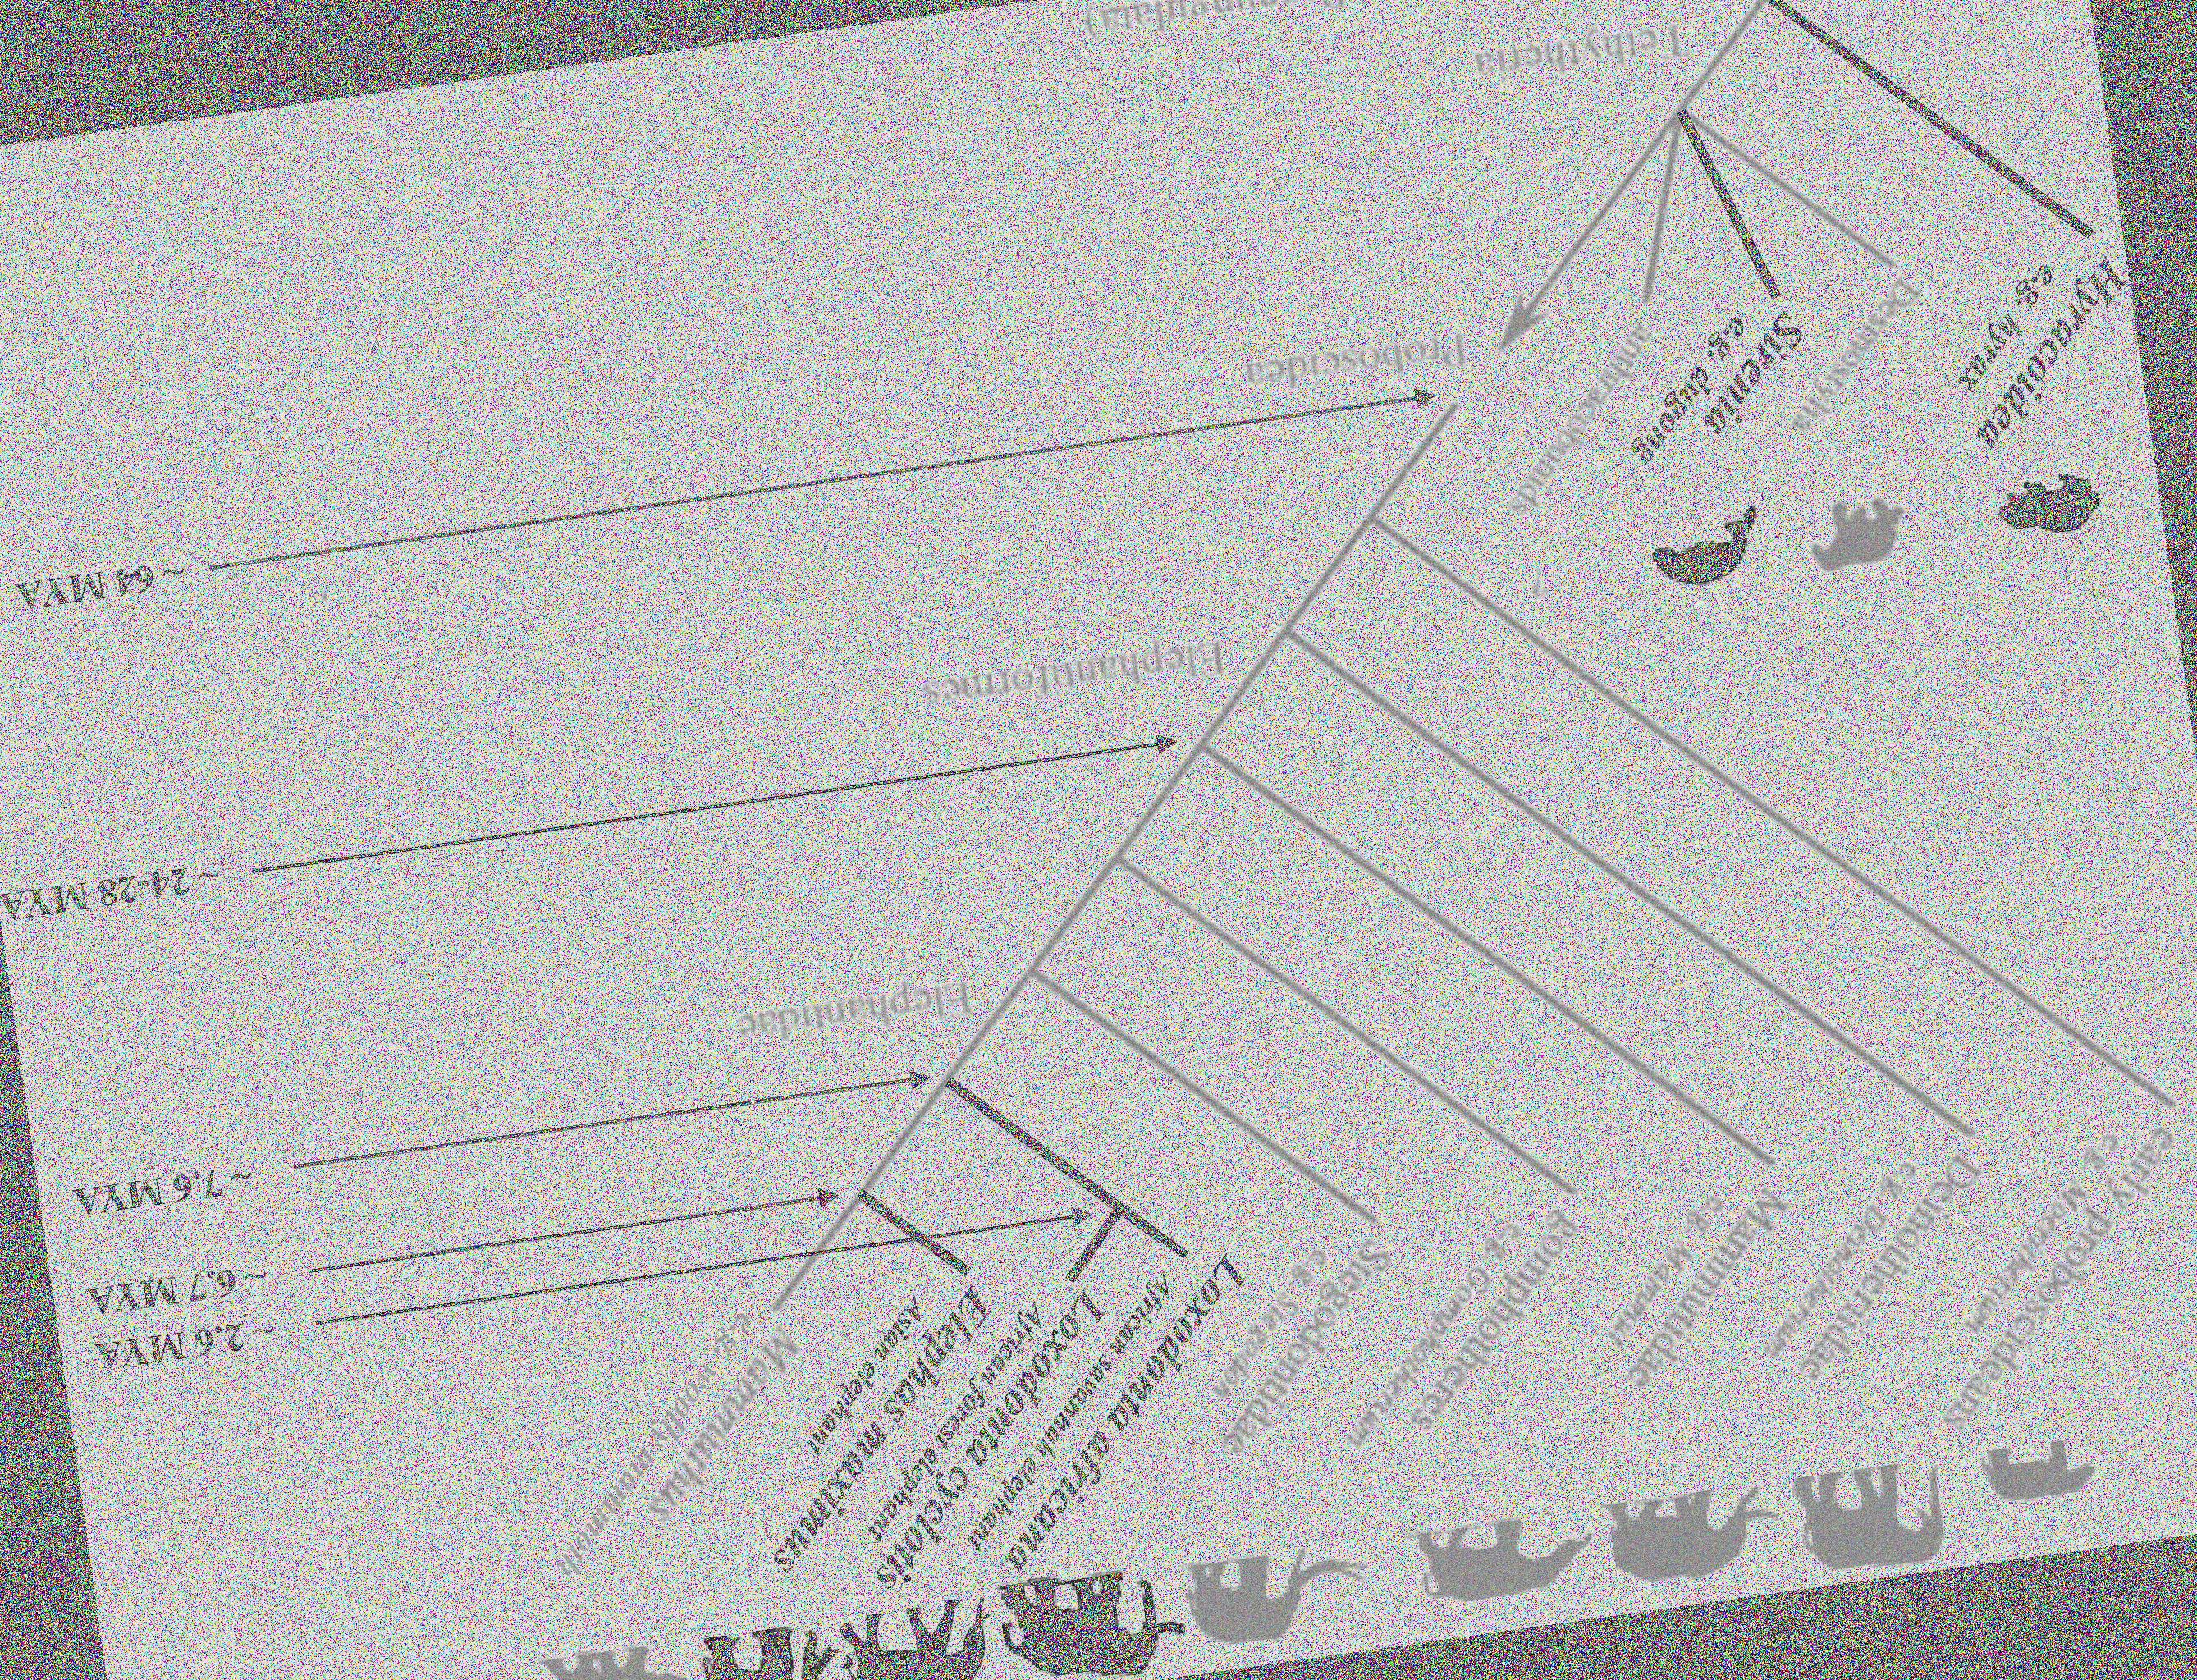 early proboscideans
e.g. Moeritherium
Deinotheriidae
e.g. Deinotherium
Mammutidae
e.g. Mammut
gomphotheres
e.g. Gomphotherium
Stegodontidae
e.g. Stegodon
Loxodonta africana
African savannah elephant
Loxodonta cyclotis
African forest elephant
Elephas maximus
Asian elephant
Mammuthus
e.g. woolly mammoth
~ 2.6 MYA
~ 6.7 MYA
~ 7.6 MYA
Elephantidae
~ 24-28 MYA
Elephantiformes
?
~ 64 MYA
Proboscidea
Hyracoidea
e.g. hyrax
Desmostylia
Sirenia
e.g. dugong
anthracobunids
Tethytheria